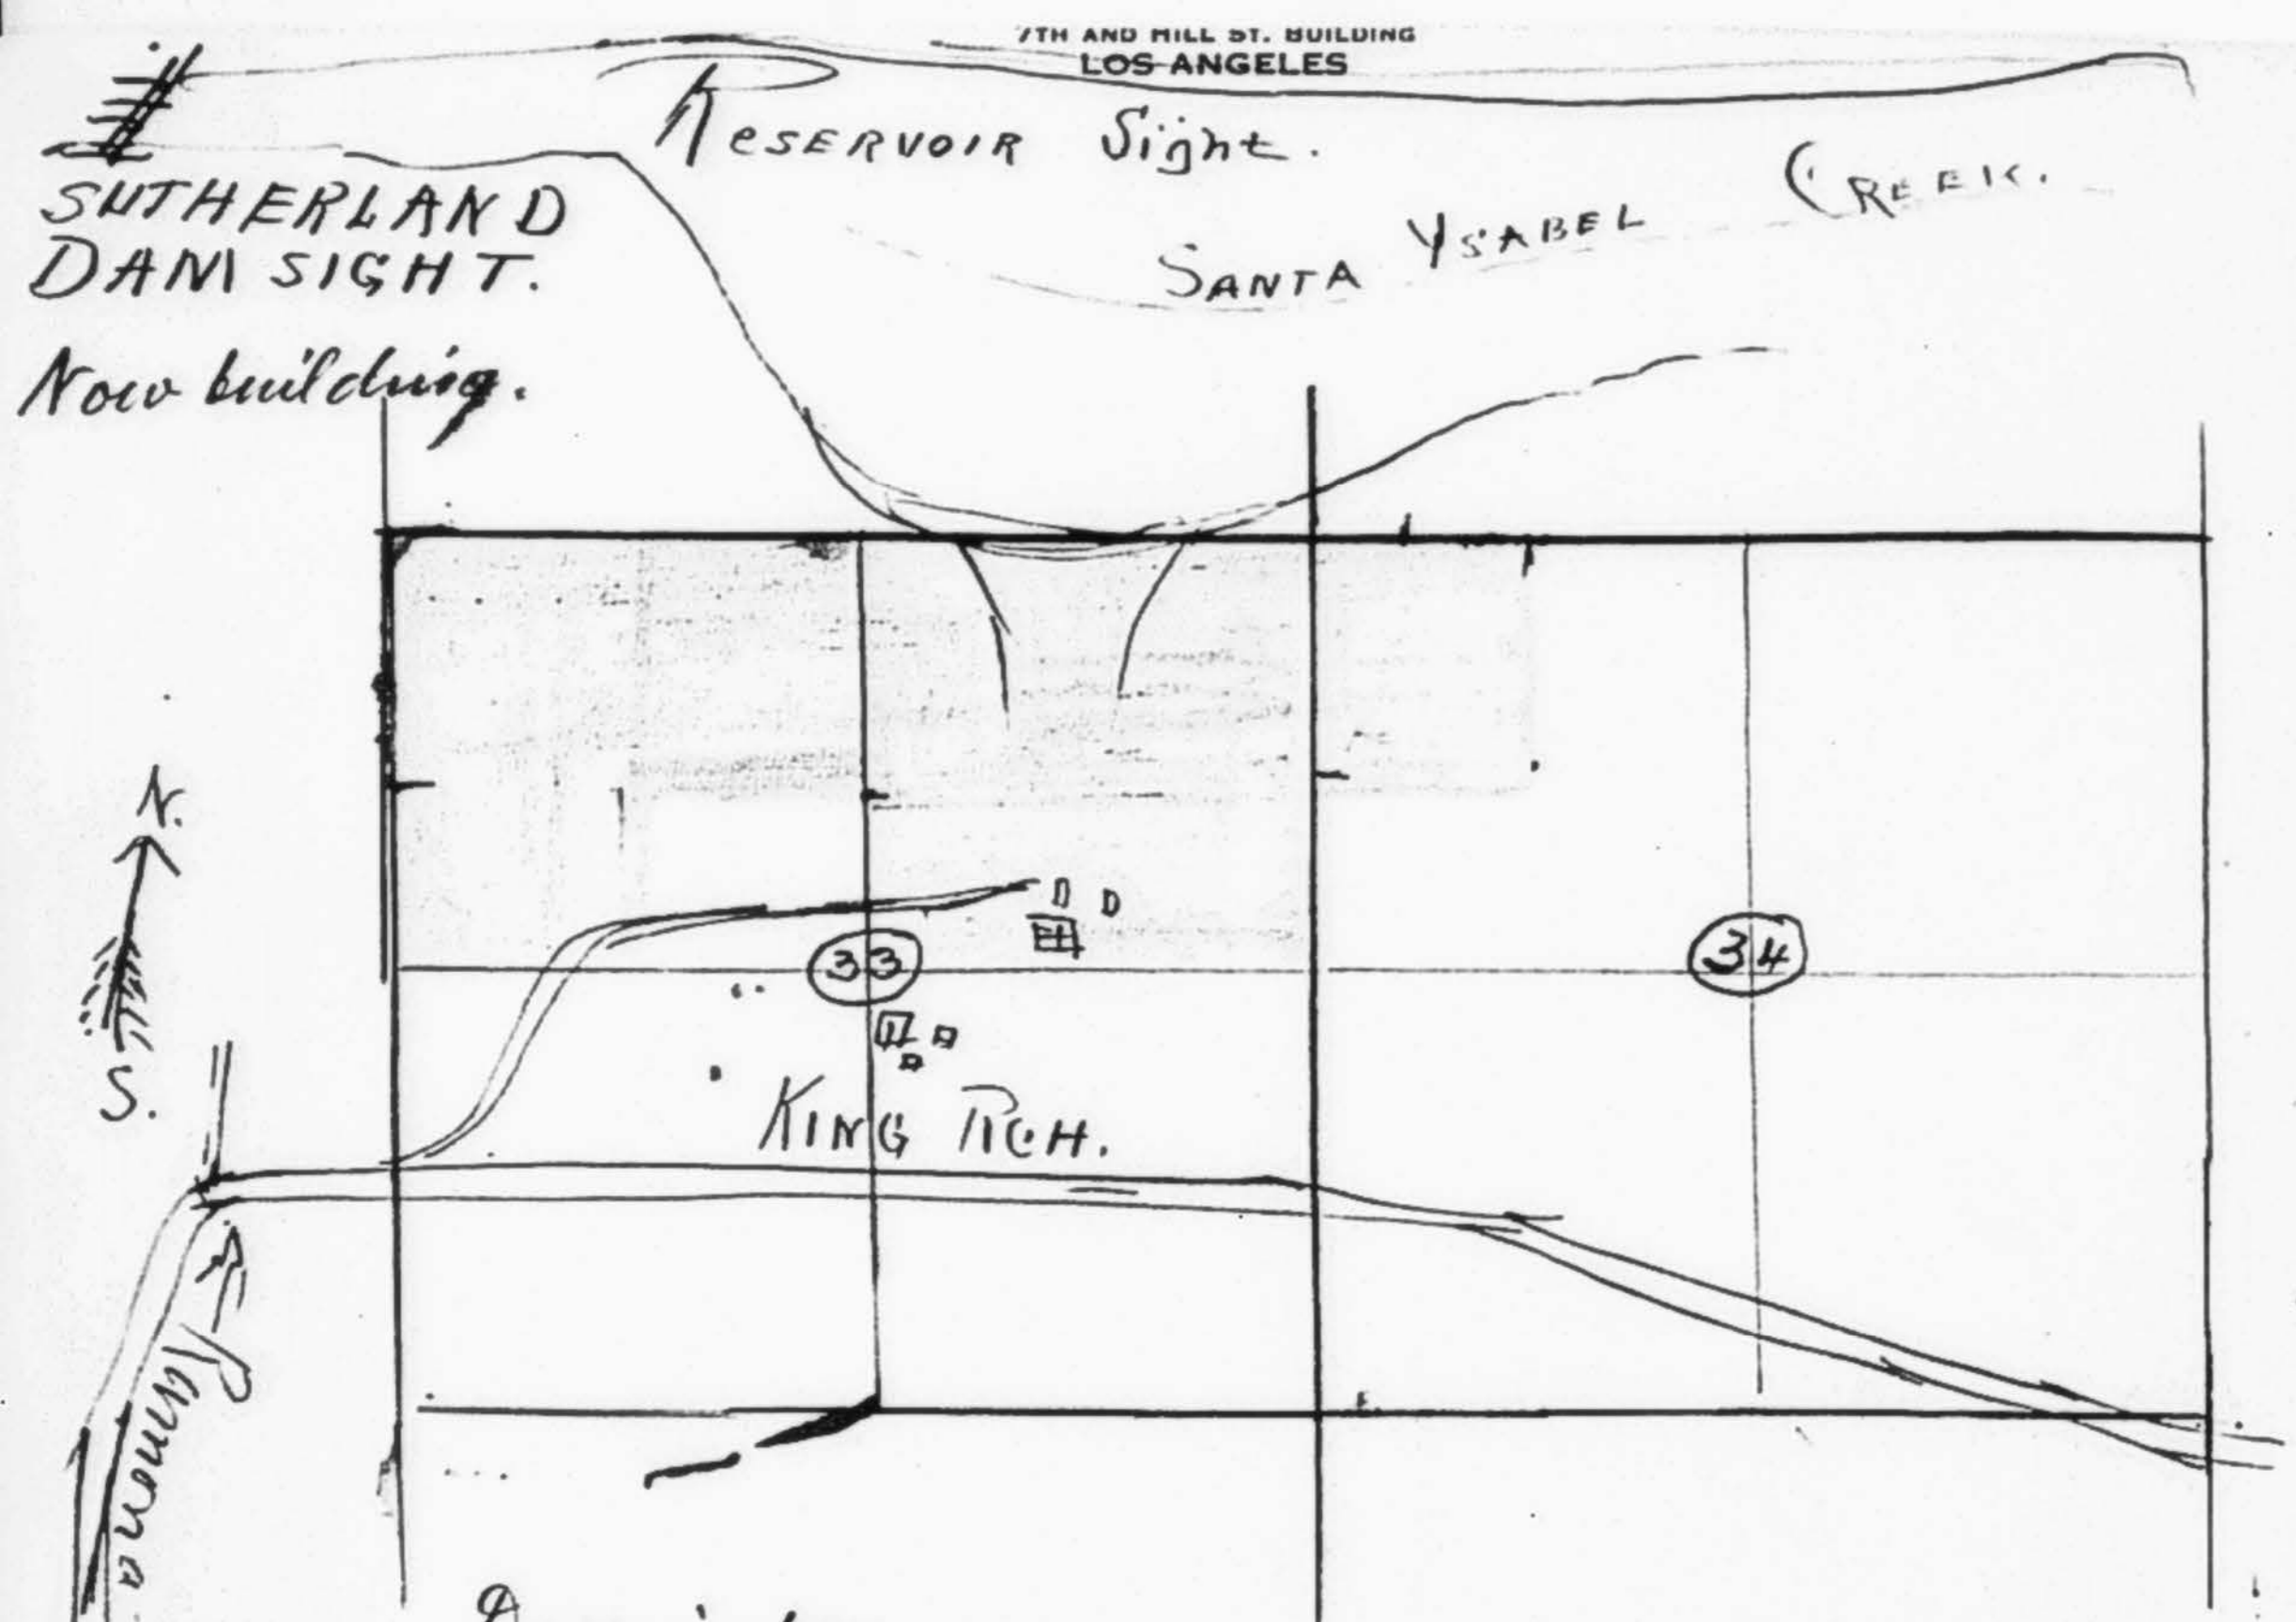 7TH AND HILL ST. BUILDING
LOS ANGELES
RESERVOIR Sight.
SANTA YSABEL CREEK.
SUTHERLAND
DAM SIGHT.
Now building.
N.
S.
33
34
KING RCH.
Ramona